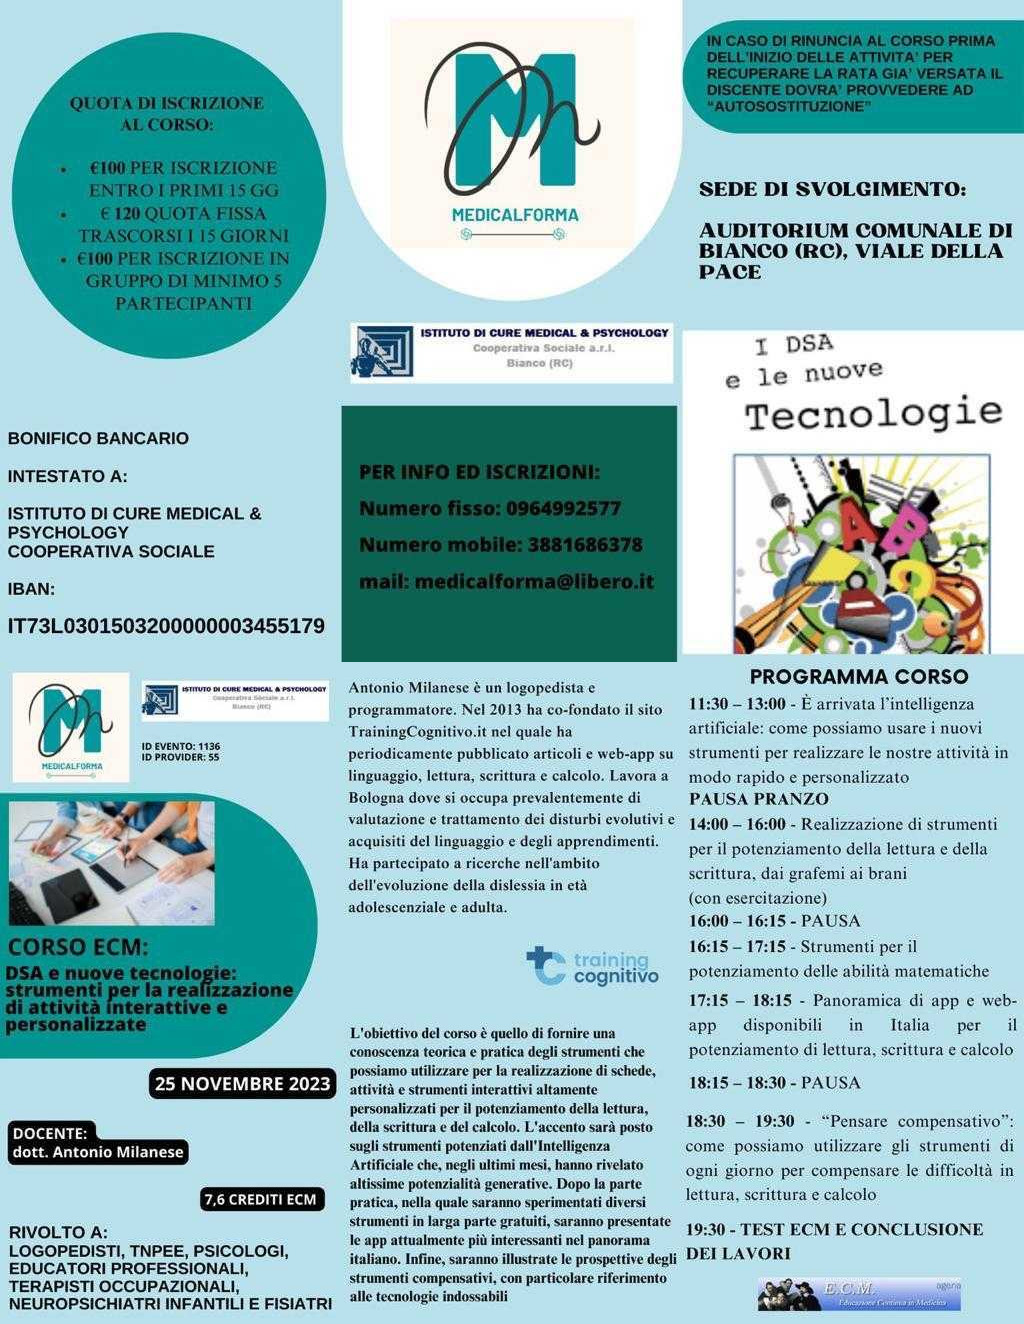 QUOTA DI ISCRIZIONE
AL CORSO:
• €100 PER ISCRIZIONE
ENTRO I PRIMI 15 GG
• € 120 QUOTA FISSA
TRASCORSI I 15 GIORNI
• €100 PER ISCRIZIONE IN
GRUPPO DI MINIMO 5
PARTECIPANTI
BONIFICO BANCARIO
INTESTATO A:
ISTITUTO DI CURE MEDICAL &
PSYCHOLOGY
COOPERATIVA SOCIALE
IBAN:
IT73L0301503200000003455179
MEDICALFORMA
ISTITUTO DI CURE MEDICAL & PSYCHOLOGY
Cooperativa Sociale a r.l.
Bianco (RC)
ID EVENTO: 1136
ID PROVIDER: 55
CORSO ECM:
DSA e nuove tecnologie:
strumenti per la realizzazione
di attività interattive e
personalizzate
25 NOVEMBRE 2023
DOCENTE:
dott. Antonio Milanese
7,6 CREDITI ECM
RIVOLTO A:
LOGOPEDISTI, TNPEE, PSICOLOGI,
EDUCATORI PROFESSIONALI,
TERAPISTI OCCUPAZIONALI,
NEUROPSICHIATRI INFANTILI E FISIATRI
M
MEDICALFORMA
ISTITUTO DI CURE MEDICAL & PSYCHOLOGY
Cooperativa Sociale a.r.l.
Bianco (RC)
PER INFO ED ISCRIZIONI:
Numero fisso: 0964992577
Numero mobile: 3881686378
mail: medicalforma@libero.it
Antonio Milanese è un logopedista e
programmatore. Nel 2013 ha co-fondato il sito
TrainingCognitivo.it nel quale ha
periodicamente pubblicato articoli e web-app su
linguaggio, lettura, scrittura e calcolo. Lavora a
Bologna dove si occupa prevalentemente di
valutazione e trattamento dei disturbi evolutivi e
acquisiti del linguaggio e degli apprendimenti.
Ha partecipato a ricerche nell'ambito
dell'evoluzione della dislessia in età
adolescenziale e adulta.
tc training
cognitivo
L'obiettivo del corso è quello di fornire una
conoscenza teorica e pratica degli strumenti che
possiamo utilizzare per la realizzazione di schede,
attività e strumenti interattivi altamente
personalizzati per il potenziamento della lettura,
della scrittura e del calcolo. L'accento sarà posto
sugli strumenti potenziati dall'Intelligenza
Artificiale che, negli ultimi mesi, hanno rivelato
altissime potenzialità generative. Dopo la parte
pratica, nella quale saranno sperimentati diversi
strumenti in larga parte gratuiti, saranno presentate
le app attualmente più interessanti nel panorama
italiano. Infine, saranno illustrate le prospettive degli
strumenti compensativi, con particolare riferimento
alle tecnologie indossabili
IN CASO DI RINUNCIA AL CORSO PRIMA
DELL'INIZIO DELLE ATTIVITA' PER
RECUPERARE LA RATA GIA' VERSATA IL
DISCENTE DOVRA' PROVVEDERE AD
“AUTOSOSTITUZIONE”
SEDE DI SVOLGIMENTO:
AUDITORIUM COMUNALE DI
BIANCO (RC), VIALE DELLA
PACE
I DSA
e le nuove
Tecnologie
A B
PROGRAMMA CORSO
11:30 – 13:00 - È arrivata l’intelligenza
artificiale: come possiamo usare i nuovi
strumenti per realizzare le nostre attività in
modo rapido e personalizzato
PAUSA PRANZO
14:00 – 16:00 - Realizzazione di strumenti
per il potenziamento della lettura e della
scrittura, dai grafemi ai brani
(con esercitazione)
16:00 – 16:15 - PAUSA
16:15 – 17:15 - Strumenti per il
potenziamento delle abilità matematiche
17:15 – 18:15 - Panoramica di app e web-
app disponibili in Italia per il
potenziamento di lettura, scrittura e calcolo
18:15 – 18:30 - PAUSA
18:30 – 19:30 - “Pensare compensativo”:
come possiamo utilizzare gli strumenti di
ogni giorno per compensare le difficoltà in
lettura, scrittura e calcolo
19:30 - TEST ECM E CONCLUSIONE
DEI LAVORI
E.C.M. agenas
Educazione Continua in Medicina